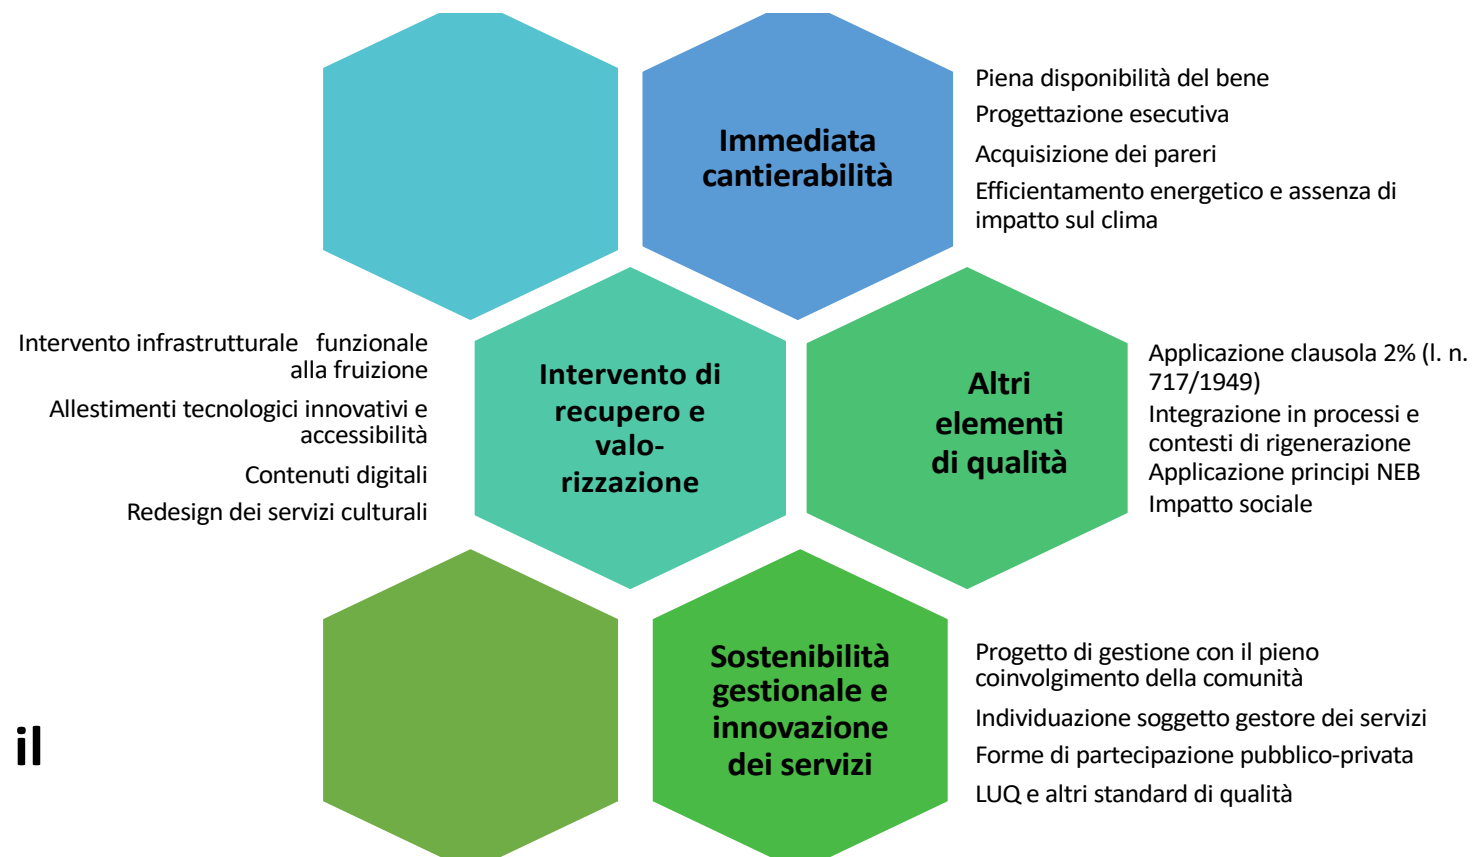 Immediata
cantierabilità
Piena disponibilità del bene
Progettazione esecutiva
Acquisizione dei pareri
Efficientamento energetico e assenza di
impatto sul clima
Intervento infrastrutturale funzionale
alla fruizione
Allestimenti tecnologici innovativi e
accessibilità
Contenuti digitali
Redesign dei servizi culturali
Intervento di
recupero e
valo-
rizzazione
Altri
elementi
di qualità
Applicazione clausola 2% (l. n.
717/1949)
Integrazione in processi e
contesti di rigenerazione
Applicazione principi NEB
Impatto sociale
Sostenibilità
gestionale e
innovazione
dei servizi
Progetto di gestione con il pieno
coinvolgimento della comunità
Individuazione soggetto gestore dei servizi
Forme di partecipazione pubblico-privata
LUQ e altri standard di qualità
il